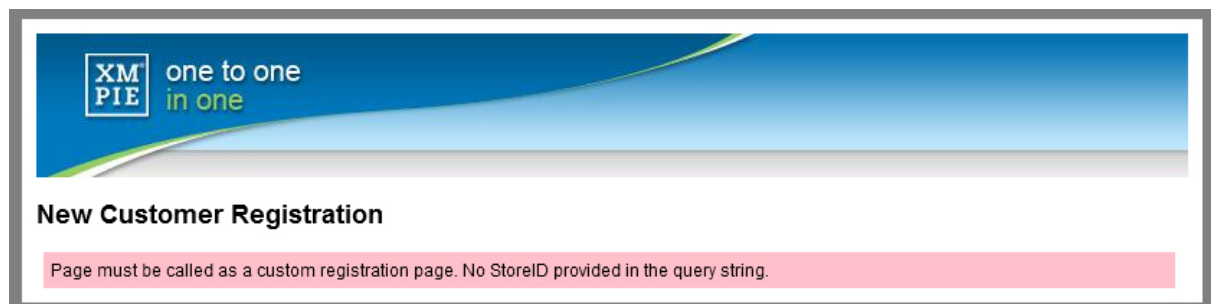 XM
PIE
one to one
in one
New Customer Registration
Page must be called as a custom registration page. No StoreID provided in the query string.